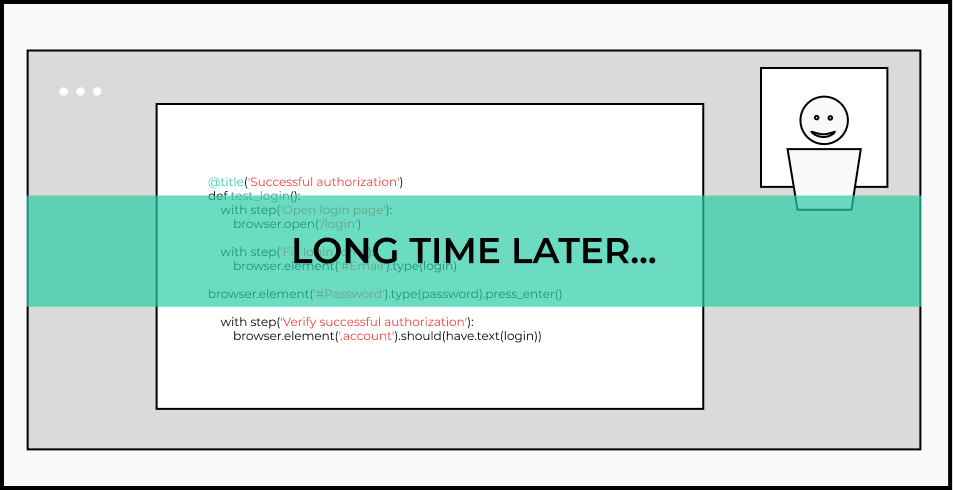 @title('Successful authorization')
def test_login():
with step('Open login page'):
browser.open('/login')
with step('Fil login
browser.element('#Email').type(login)
LONG TIME LATER...
browser.element('#Password').type(password).press_enter()
with step('Verify successful authorization'):
browser.element('.account').should(have.text(login))